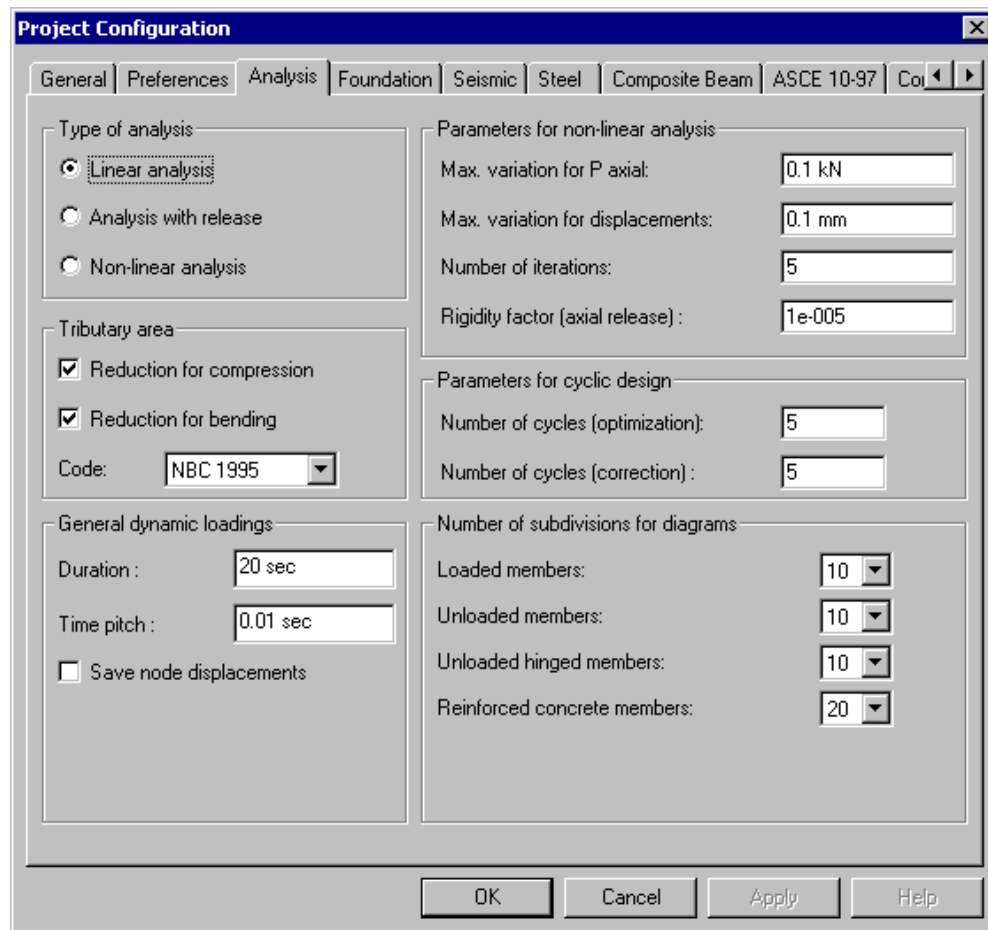 Project Configuration
General Preferences Analysis Foundation Seismic Steel Composite Beam ASCE 10-97
Type of analysis
Linear analysis
Analysis with release
Non-linear analysis
Tributary area
Reduction for compression
Reduction for bending
Code: NBC 1995
General dynamic loadings
Duration : 20 sec
Time pitch : 0.01 sec
Save node displacements
Parameters for non-linear analysis
Max. variation for P axial: 0.1 kN
Max. variation for displacements: 0.1 mm
Number of iterations: 5
Rigidity factor (axial release) : 1e-005
Parameters for cyclic design
Number of cycles (optimization): 5
Number of cycles (correction) : 5
Number of subdivisions for diagrams
Loaded members: 10
Unloaded members: 10
Unloaded hinged members: 10
Reinforced concrete members: 20
OK Cancel Apply Help